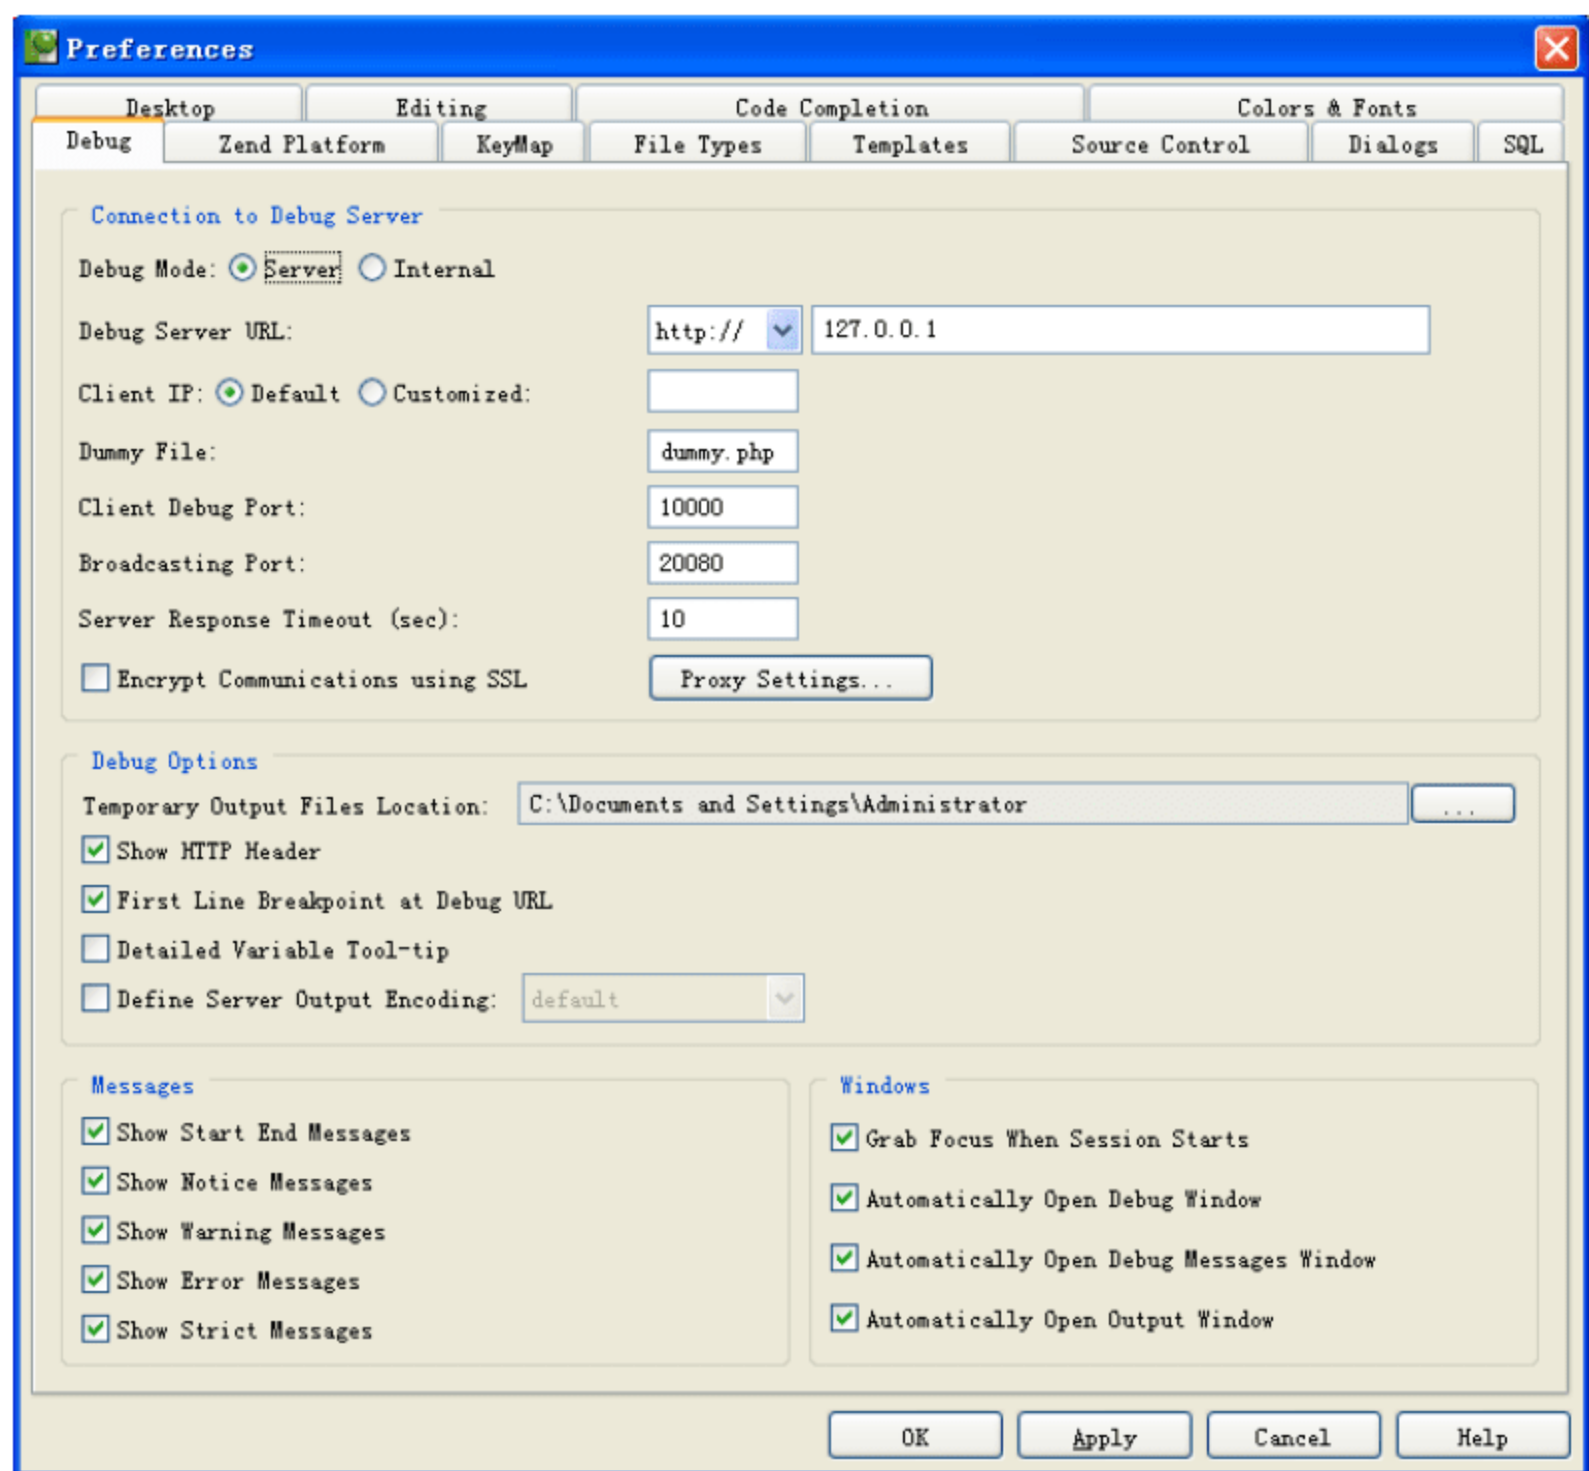 Preferences
Desktop Editing Code Completion Colors & Fonts
Debug Zend Platform KeyMap File Types Templates Source Control Dialogs SQL
Connection to Debug Server
Debug Mode: Server Internal
Debug Server URL: http:// 127.0.0.1
Client IP: Default Customized:
Dummy File: dummy.php
Client Debug Port: 10000
Broadcasting Port: 20080
Server Response Timeout (sec): 10
Encrypt Communications using SSL Proxy Settings...
Debug Options
Temporary Output Files Location: C:\Documents and Settings\Administrator ...
Show HTTP Header
First Line Breakpoint at Debug URL
Detailed Variable Tool-tip
Define Server Output Encoding: default
Messages
Show Start End Messages
Show Notice Messages
Show Warning Messages
Show Error Messages
Show Strict Messages
Windows
Grab Focus When Session Starts
Automatically Open Debug Window
Automatically Open Debug Messages Window
Automatically Open Output Window
OK Apply Cancel Help